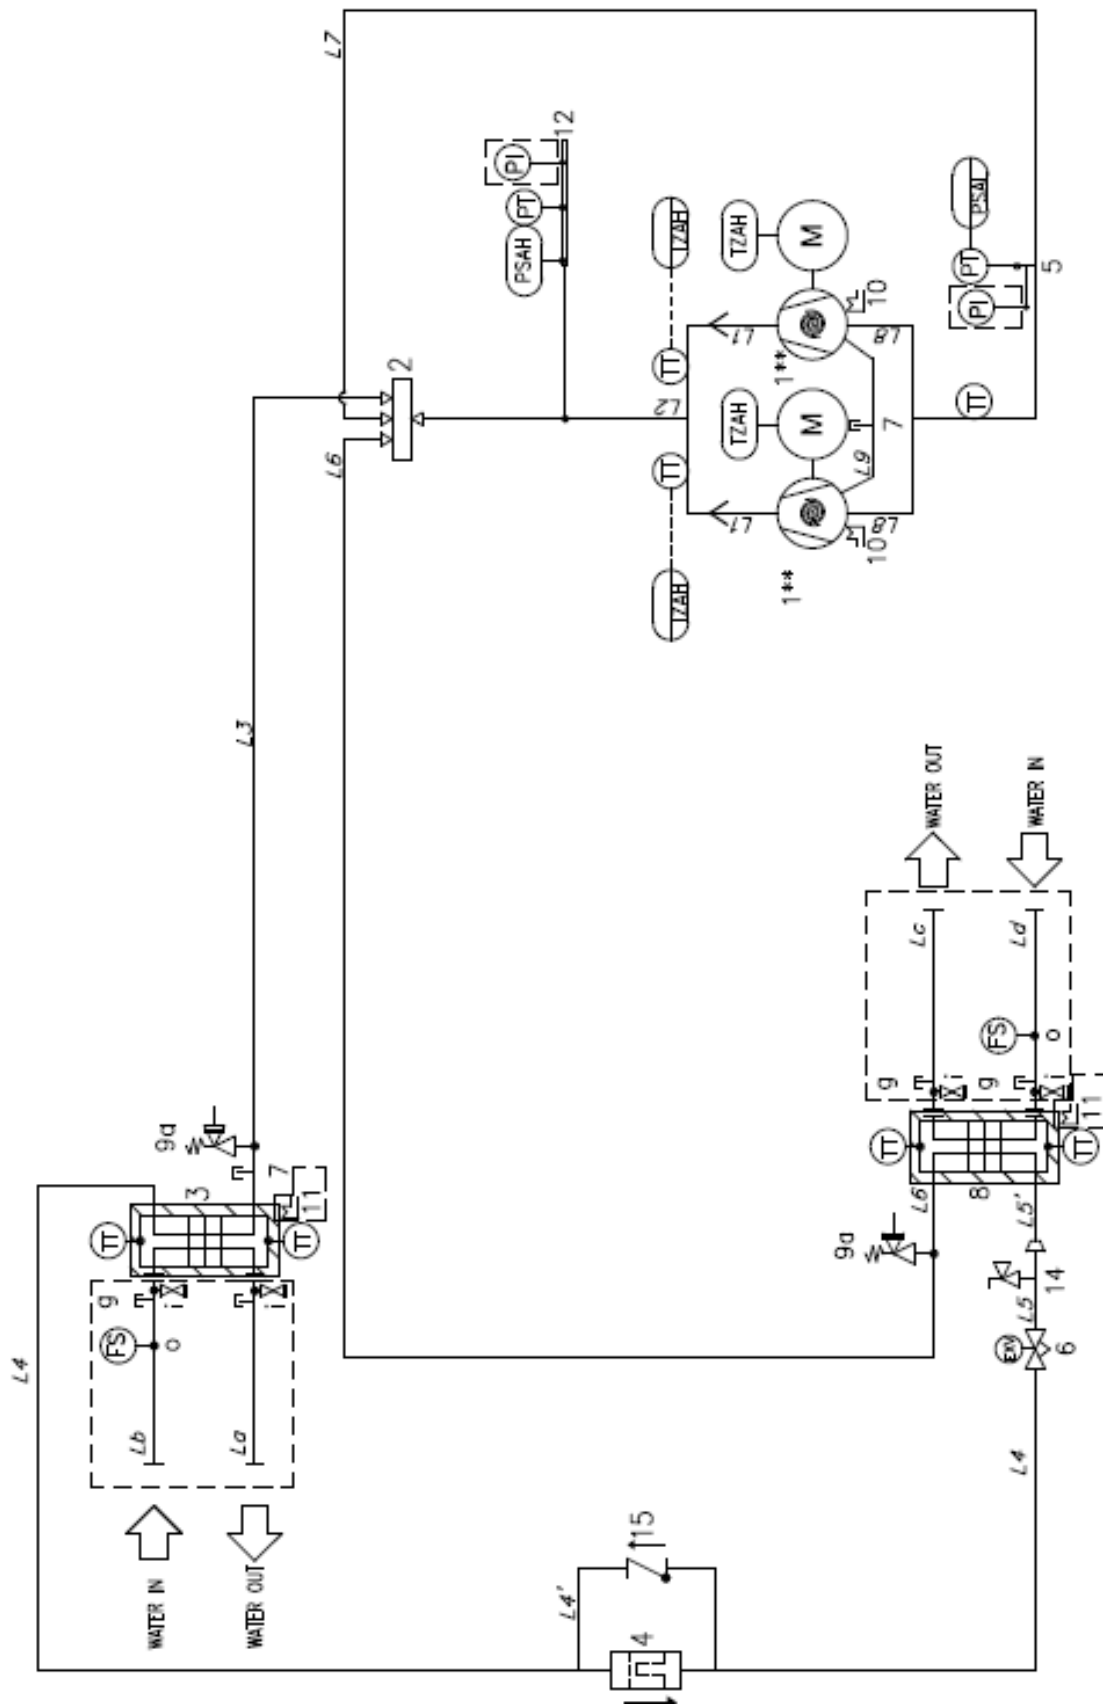 L7
12
PI
PT
PSAH
TZAH
TZAH
M
PSAL
PT
PI
5
10
L1
L8
1**
TT
L2
2
TZAH
M
7
TT
L9
L6
TT
L1
L8
10
TZAH
1**
L3
WATER OUT
WATER IN
Lc
Ld
FS
o
g
i
g
i
11
9a
7
3
11
TT
TT
TT
TT
L6
8
L5'
9a
g
i
i
FS
o
14
L5
EXV
6
L4
Lb
La
L4
15
WATER IN
WATER OUT
L4'
4